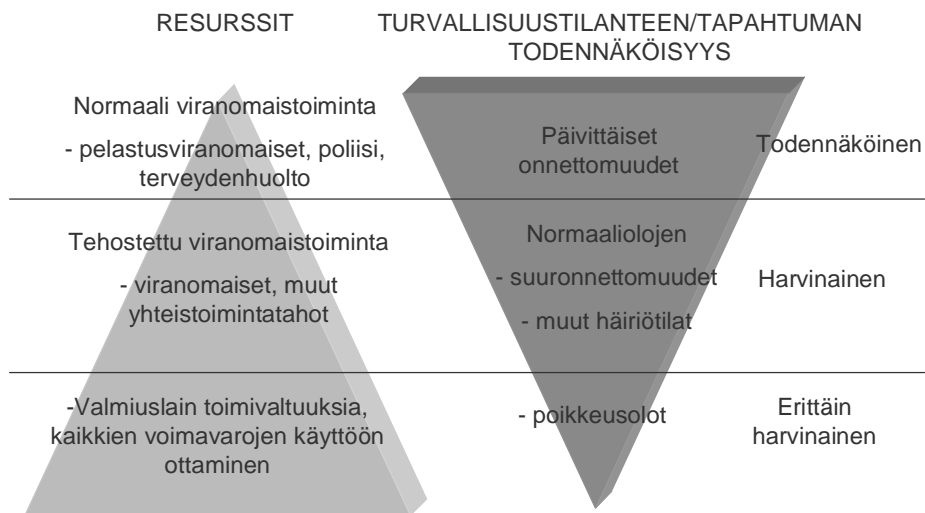 RESURSSIT
TURVALLISUUSTILANTEEN/TAPAHTUMAN
TODENNÄKÖISYYS
Normaali viranomaistoiminta
- pelastusviranomaiset, poliisi,
terveydenhuolto
Päivittäiset
onnettomuudet
Todennäköinen
Tehostettu viranomaistoiminta
- viranomaiset, muut
yhteistoimintatahot
Normaaliolojen
- suuronnettomuudet
- muut häiriötilat
Harvinainen
-Valmiuslain toimivaltuuksia,
kaikkien voimavarojen käyttöön
ottaminen
- poikkeusolot
Erittäin
harvinainen